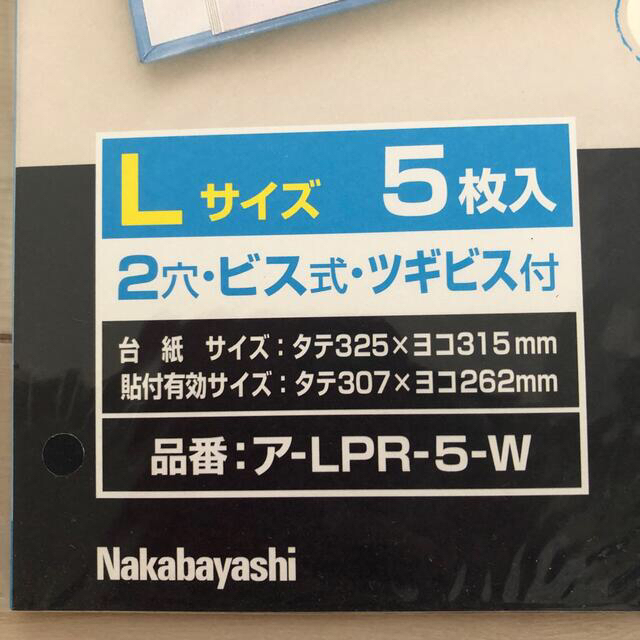 Lサイズ 5枚入
2穴・ビス式・ツギビス付
台紙 サイズ：タテ325×ヨコ315mm
貼付有効サイズ：タテ307×ヨコ262mm
品番：ア-LPR-5-W
Nakabayashi